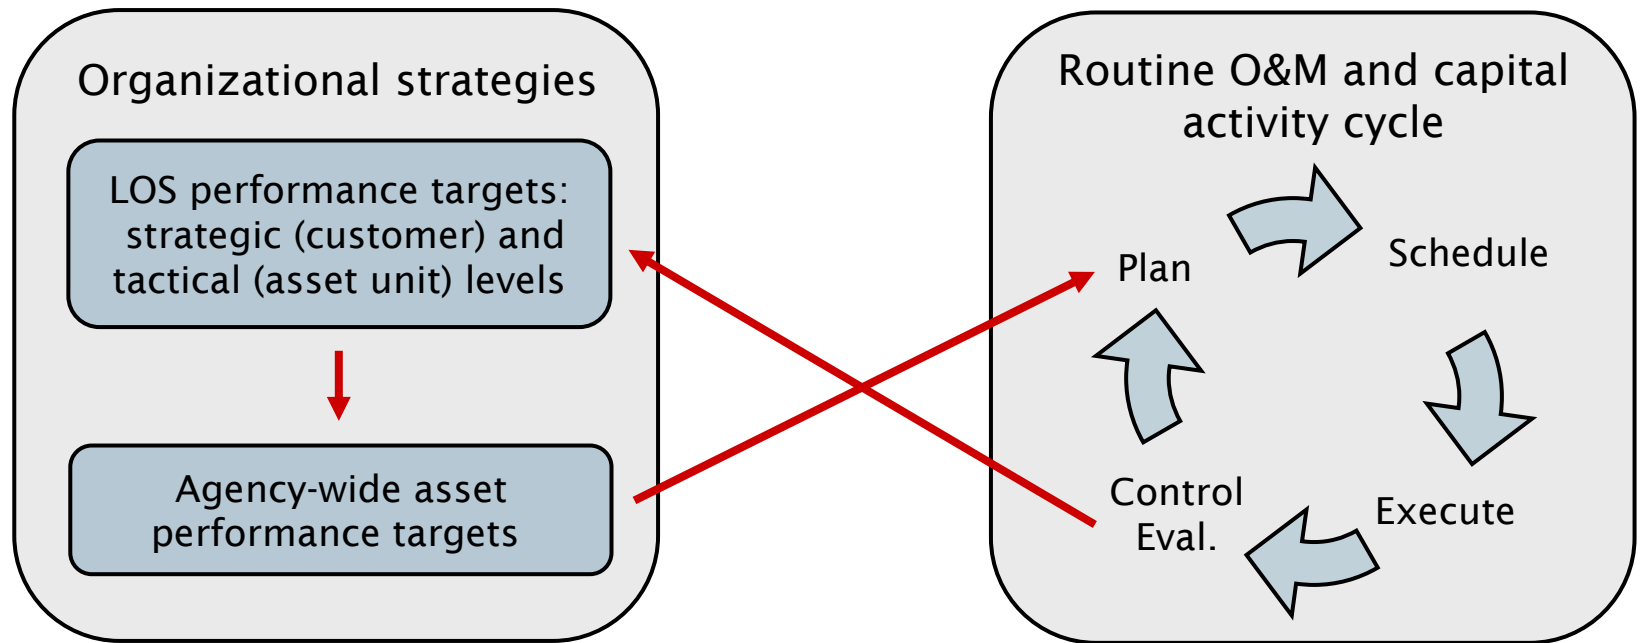 Organizational strategies
LOS performance targets:
strategic (customer) and
tactical (asset unit) levels
Agency-wide asset
performance targets
Routine O&M and capital
activity cycle
Plan
Schedule
Execute
Control
Eval.